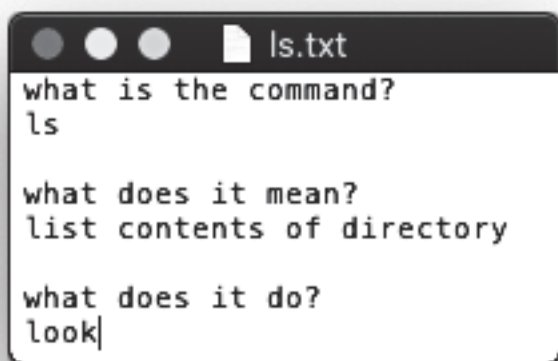 ls.txt
what is the command?
ls
what does it mean?
list contents of directory
what does it do?
look